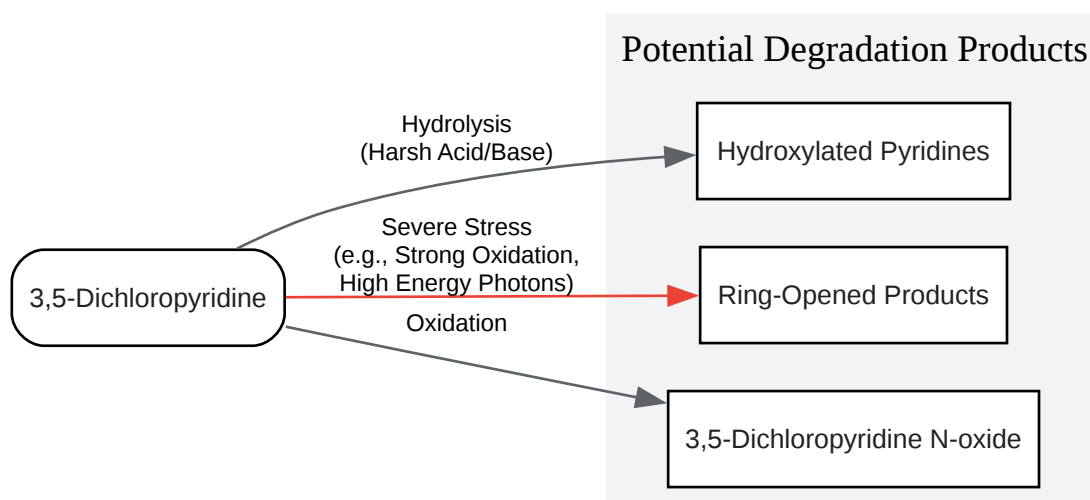 Potential Degradation Products
Hydrolysis
(Harsh Acid/Base)
Hydroxylated Pyridines
Severe Stress
(e.g., Strong Oxidation,
High Energy Photons)
3,5-Dichloropyridine
Ring-Opened Products
Oxidation
3,5-Dichloropyridine N-oxide